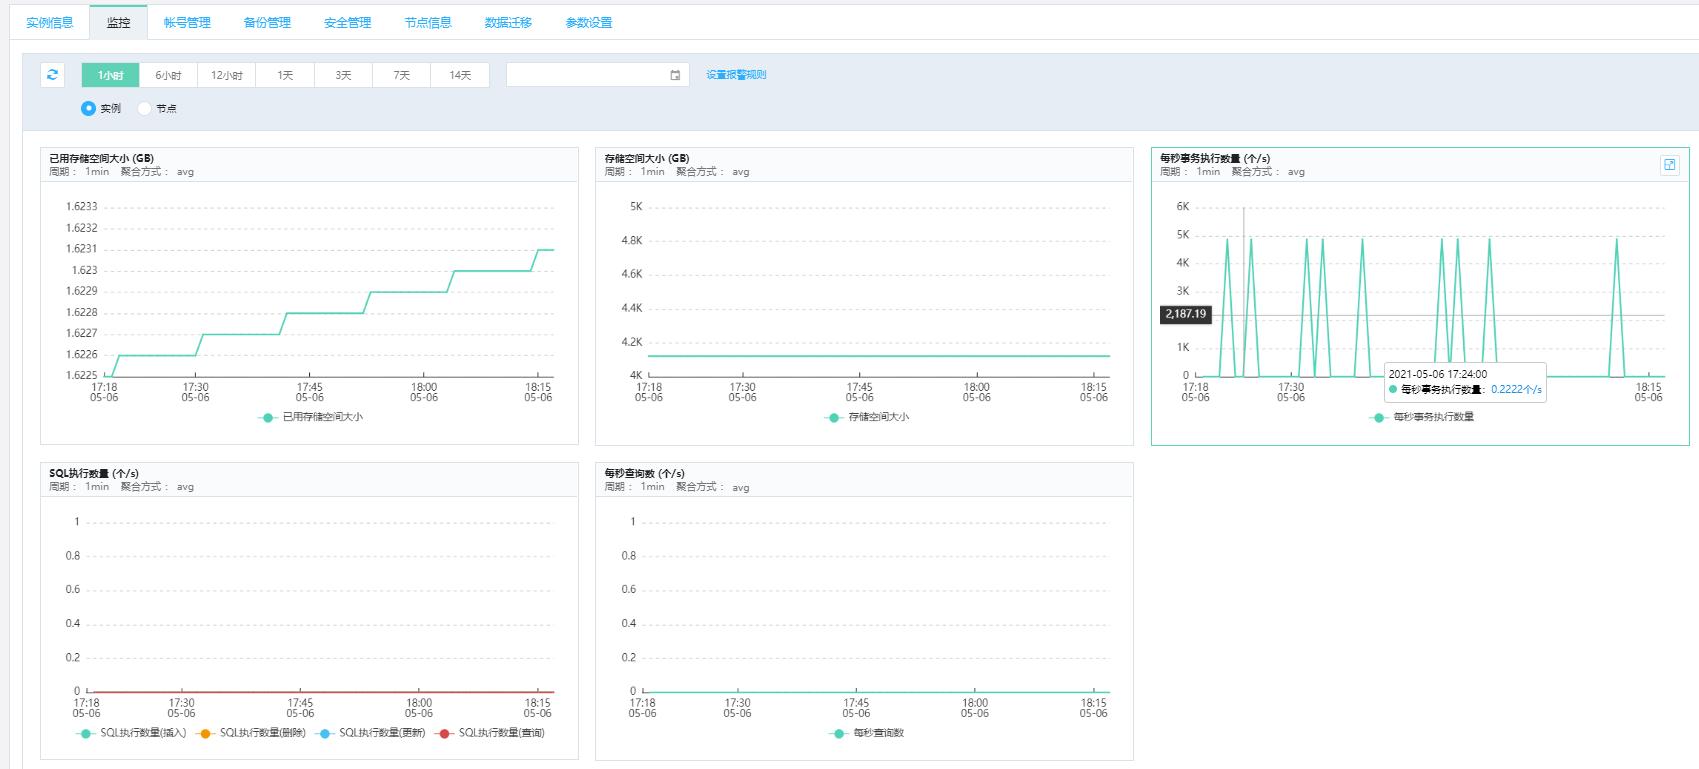 实例信息 监控 帐号管理 备份管理 安全管理 节点信息 数据迁移 参数设置
1小时 6小时 12小时 1天 3天 7天 14天 设置报警规则
实例 节点
已用存储空间大小 (GB)
周期： 1min 聚合方式： avg
1.6233
1.6232
1.6231
1.623
1.6229
1.6228
1.6227
1.6226
1.6225
17:18 17:30 17:45 18:00 18:15
05-06 05-06 05-06 05-06 05-06
已用存储空间大小
存储空间大小 (GB)
周期： 1min 聚合方式： avg
5K
4.8K
4.6K
4.4K
4.2K
4K
17:18 17:30 17:45 18:00 18:15
05-06 05-06 05-06 05-06 05-06
存储空间大小
每秒事务执行数量 (个/s)
周期： 1min 聚合方式： avg
6K
5K
4K
3K
2,187.19
1K
0
17:18 17:30 18:15
05-06 05-06 05-06
2021-05-06 17:24:00
每秒事务执行数量: 0.2222个/s
每秒事务执行数量
SQL执行数量 (个/s)
周期： 1min 聚合方式： avg
1
0.8
0.6
0.4
0.2
0
17:18 17:30 17:45 18:00 18:15
05-06 05-06 05-06 05-06 05-06
SQL执行数量(插入) SQL执行数量(删除) SQL执行数量(更新) SQL执行数量(查询)
每秒查询数 (个/s)
周期： 1min 聚合方式： avg
1
0.8
0.6
0.4
0.2
0
17:18 17:30 17:45 18:00 18:15
05-06 05-06 05-06 05-06 05-06
每秒查询数